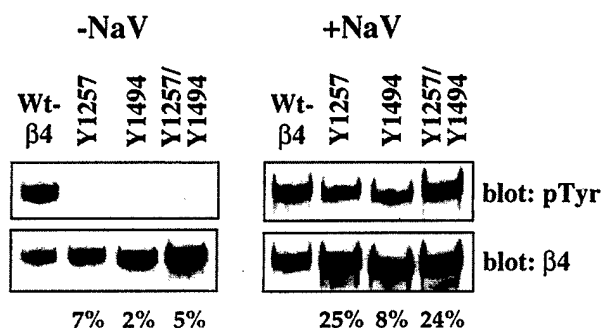 -NaV +NaV
Wt-β4 Y1257 Y1494 Y1257/Y1494 Wt-β4 Y1257 Y1494 Y1257/Y1494
blot: pTyr
blot: β4
7% 2% 5% 25% 8% 24%